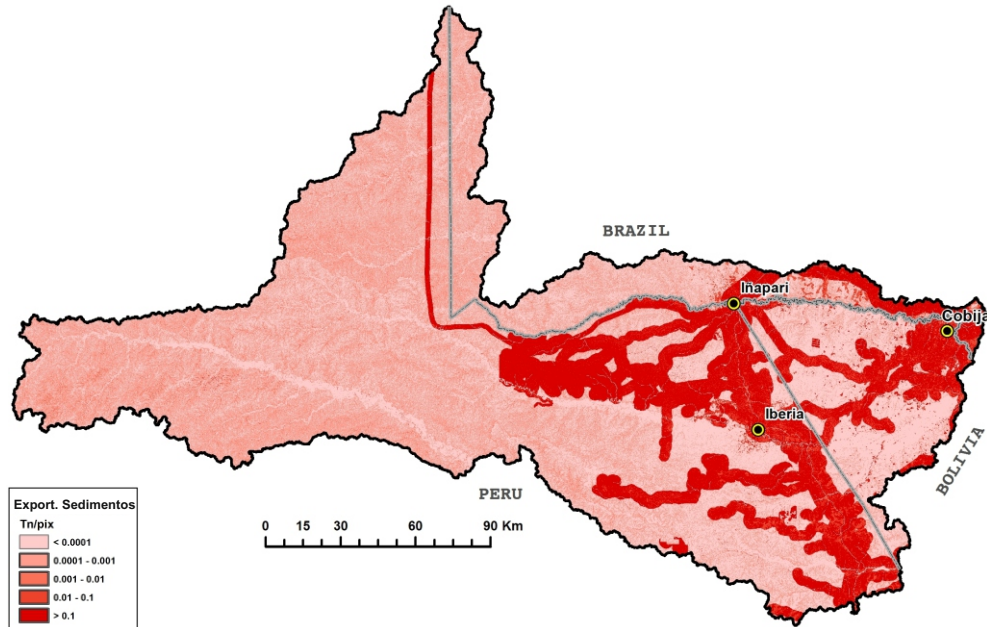 BRAZIL
Iñapari
Cobija
Iberia
BOLIVIA
PERU
Export. Sedimentos
Tn/pix
< 0.0001
0.0001 - 0.001
0.001 - 0.01
0.01 - 0.1
> 0.1
0 15 30 60 90 Km